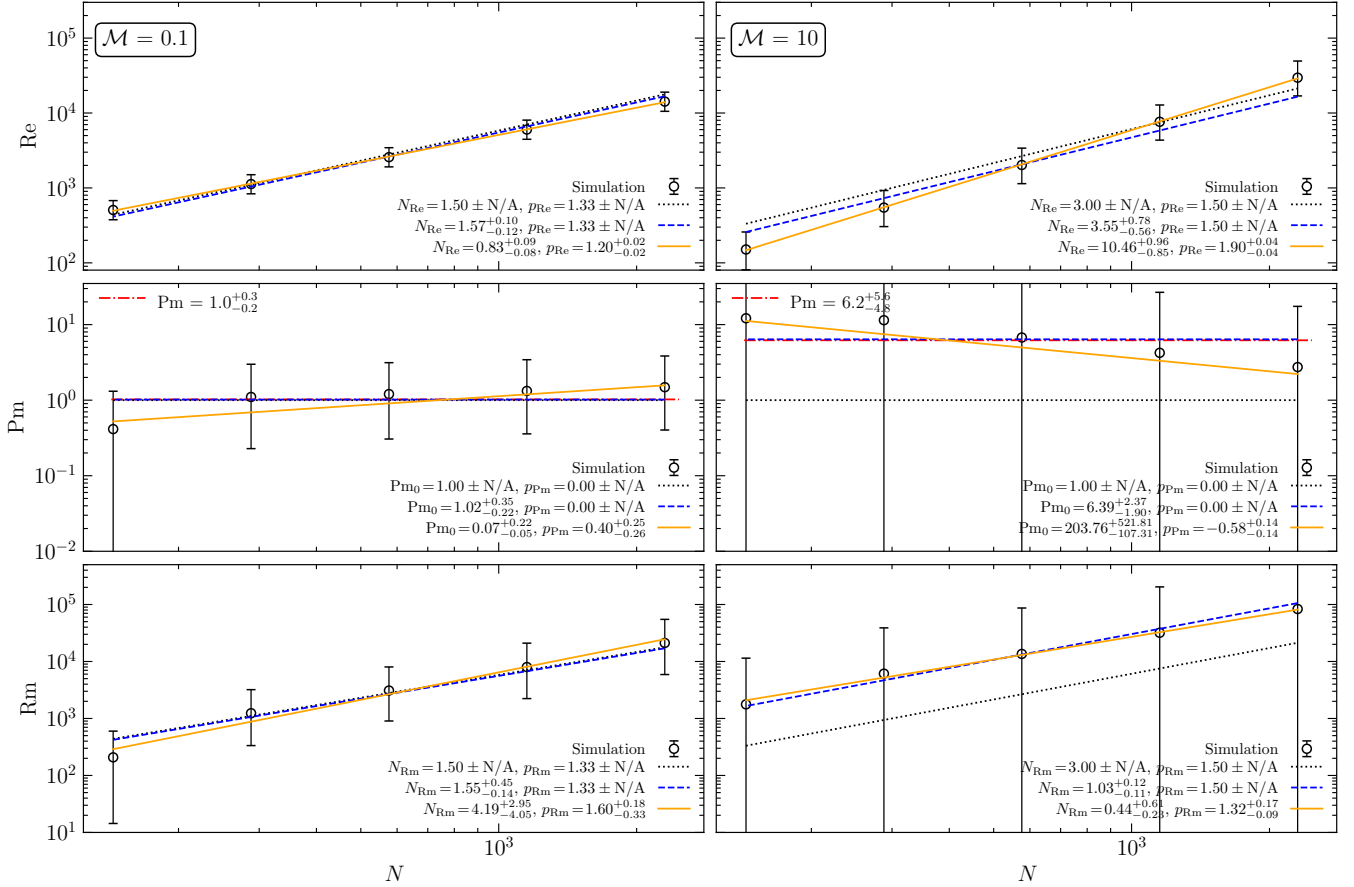 M = 0.1
10^5
10^4
10^3
10^2
Re
Simulation
N_Re = 1.50 ± N/A, p_Re = 1.33 ± N/A
N_Re = 1.57^{+0.10}_{-0.12}, p_Re = 1.33 ± N/A
N_Re = 0.83^{+0.09}_{-0.08}, p_Re = 1.20^{+0.02}_{-0.02}
M = 10
Simulation
N_Re = 3.00 ± N/A, p_Re = 1.50 ± N/A
N_Re = 3.55^{+0.78}_{-0.56}, p_Re = 1.50 ± N/A
N_Re = 10.46^{+0.96}_{-0.85}, p_Re = 1.90^{+0.04}_{-0.04}
Pm = 1.0^{+0.3}_{-0.2}
10^1
10^0
10^{-1}
10^{-2}
Pm
Simulation
Pm_0 = 1.00 ± N/A, p_Pm = 0.00 ± N/A
Pm_0 = 1.02^{+0.35}_{-0.22}, p_Pm = 0.00 ± N/A
Pm_0 = 0.07^{+0.22}_{-0.05}, p_Pm = 0.40^{+0.25}_{-0.26}
Pm = 6.2^{+5.6}_{-4.8}
Simulation
Pm_0 = 1.00 ± N/A, p_Pm = 0.00 ± N/A
Pm_0 = 6.39^{+2.37}_{-1.90}, p_Pm = 0.00 ± N/A
Pm_0 = 203.76^{+521.81}_{-107.31}, p_Pm = −0.58^{+0.14}_{-0.14}
10^5
10^4
10^3
10^2
10^1
Rm
Simulation
N_Rm = 1.50 ± N/A, p_Rm = 1.33 ± N/A
N_Rm = 1.55^{+0.45}_{-0.14}, p_Rm = 1.33 ± N/A
N_Rm = 4.19^{+2.95}_{-4.05}, p_Rm = 1.60^{+0.18}_{-0.33}
10^3
N
Simulation
N_Rm = 3.00 ± N/A, p_Rm = 1.50 ± N/A
N_Rm = 1.03^{+0.12}_{-0.11}, p_Rm = 1.50 ± N/A
N_Rm = 0.44^{+0.61}_{-0.23}, p_Rm = 1.32^{+0.17}_{-0.09}
10^3
N